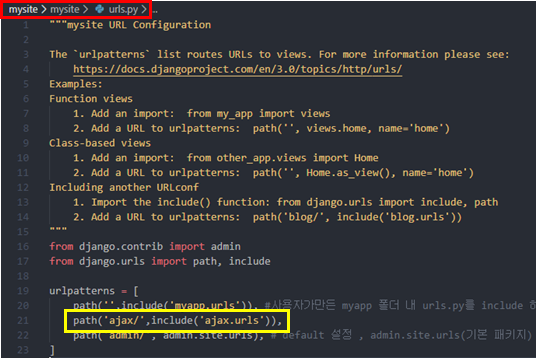 mysite > mysite > urls.py > ...
1 """mysite URL Configuration
2
3 The `urlpatterns` list routes URLs to views. For more information please see:
4 https://docs.djangoproject.com/en/3.0/topics/http/urls/
5 Examples:
6 Function views
7 1. Add an import:  from my_app import views
8 2. Add a URL to urlpatterns:  path('', views.home, name='home')
9 Class-based views
10 1. Add an import:  from other_app.views import Home
11 2. Add a URL to urlpatterns:  path('', Home.as_view(), name='home')
12 Including another URLconf
13 1. Import the include() function: from django.urls import include, path
14 2. Add a URL to urlpatterns:  path('blog/', include('blog.urls'))
15 """
16 from django.contrib import admin
17 from django.urls import path, include
18
19 urlpatterns = [
20 path('',include('myapp.urls')), #사용자가만든 myapp 폴더 내 urls.py를 include
21 path('ajax/',include('ajax.urls')),
22 path('admin/', admin.site.urls), # default 설정 , admin.site.urls(기본 패키지)
23 ]